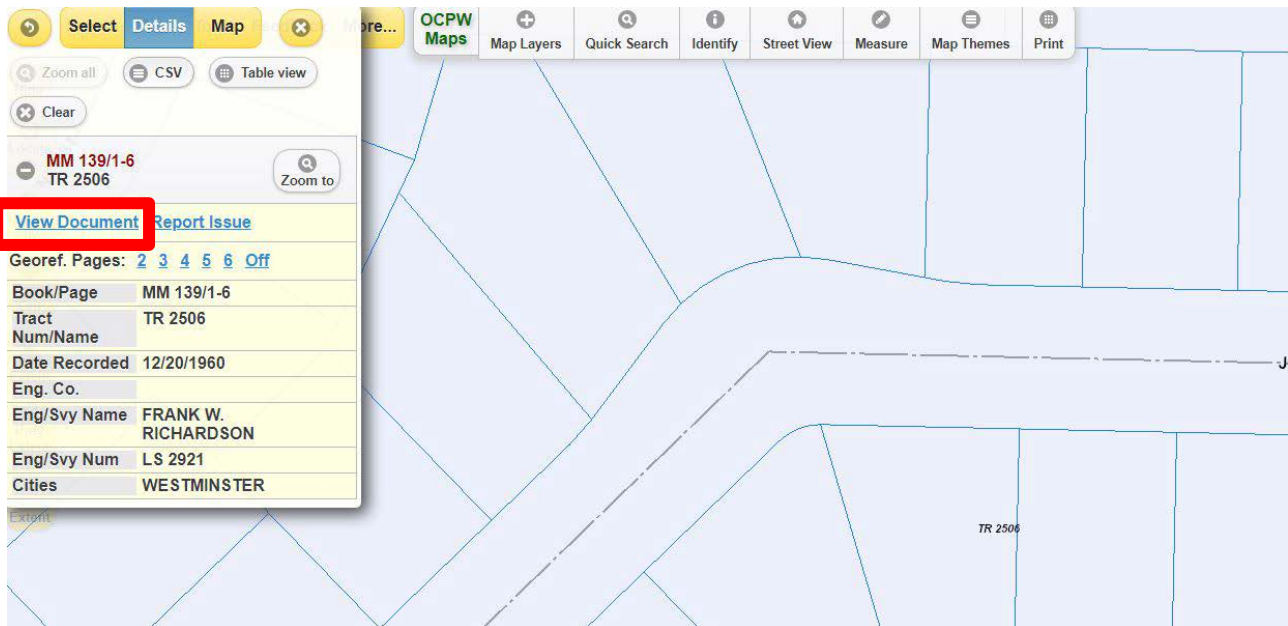 Select Details Map More...
OCPW Maps
Map Layers Quick Search Identify Street View Measure Map Themes Print
Zoom all CSV Table view
Clear
MM 139/1-6
TR 2506
Zoom to
View Document Report Issue
Georef. Pages: 2 3 4 5 6 Off
Book/Page MM 139/1-6
Tract Num/Name TR 2506
Date Recorded 12/20/1960
Eng. Co.
Eng/Svy Name FRANK W. RICHARDSON
Eng/Svy Num LS 2921
Cities WESTMINSTER
Extent
TR 2506